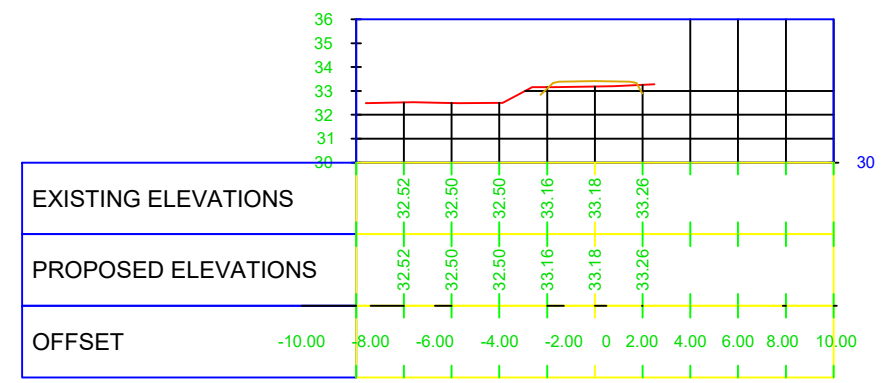 36
35
34
33
32
31
30
30
EXISTING ELEVATIONS 32.52 32.50 32.50 33.16 33.18 33.26
PROPOSED ELEVATIONS 32.52 32.50 32.50 33.16 33.18 33.26
OFFSET -10.00 -8.00 -6.00 -4.00 -2.00 0 2.00 4.00 6.00 8.00 10.00